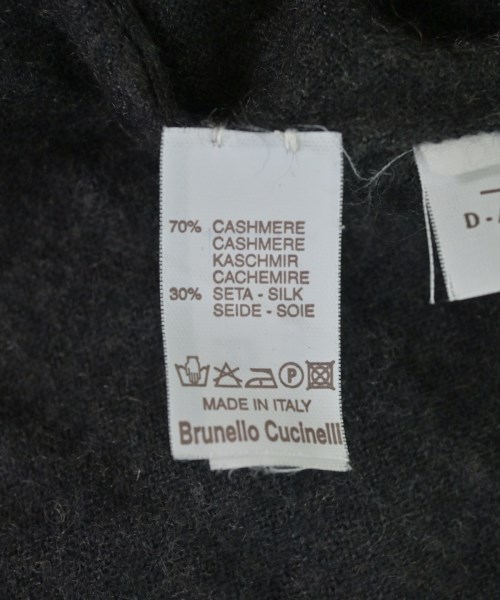 70% CASHMERE
CASHMERE
KASCHMIR
CACHEMIRE
30% SETA - SILK
SEIDE - SOIE
P
MADE IN ITALY
Brunello Cucinelli
D -